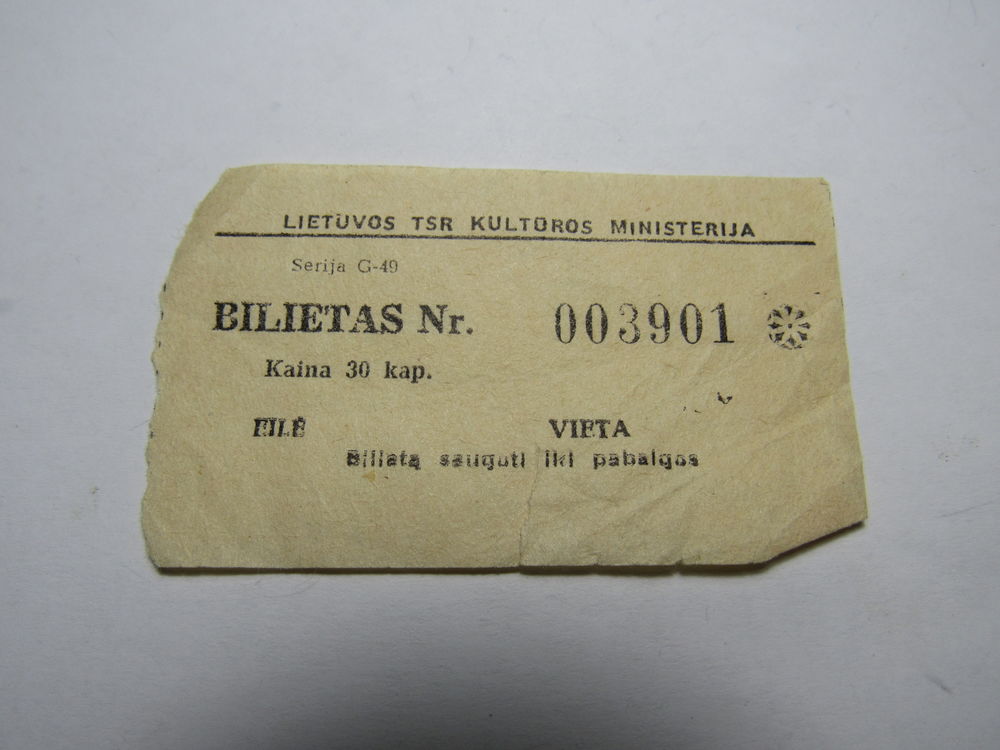 LIETUVOS TSR KULTŪROS MINISTERIJA
Serija G-49
BILIETAS Nr. 003901
Kaina 30 kap.
EILĖ VIETA
Bilietą saugoti iki pabaigos